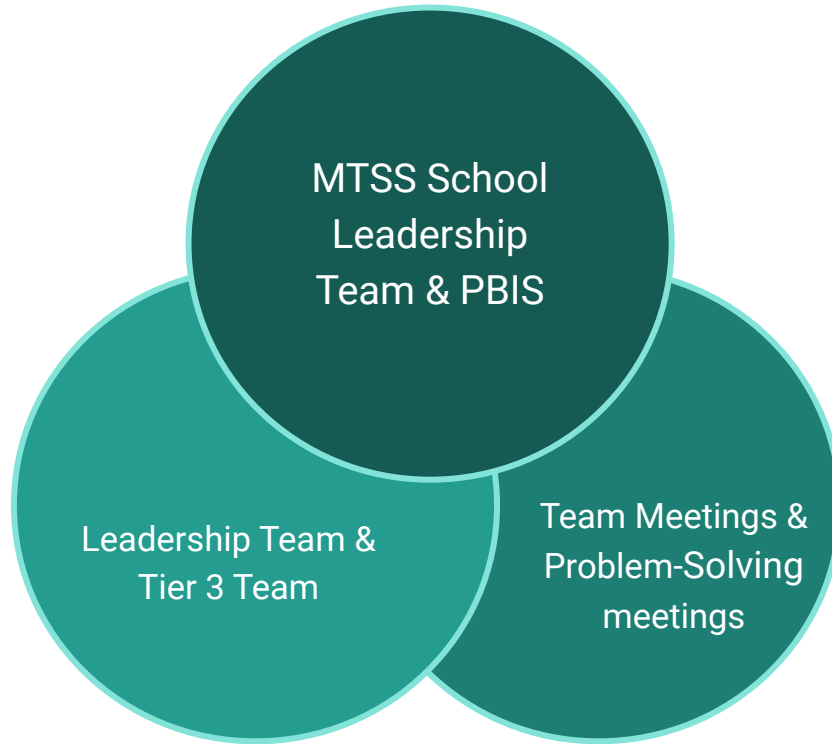 MTSS School
Leadership
Team & PBIS
Leadership Team &
Tier 3 Team
Team Meetings &
Problem-Solving
meetings